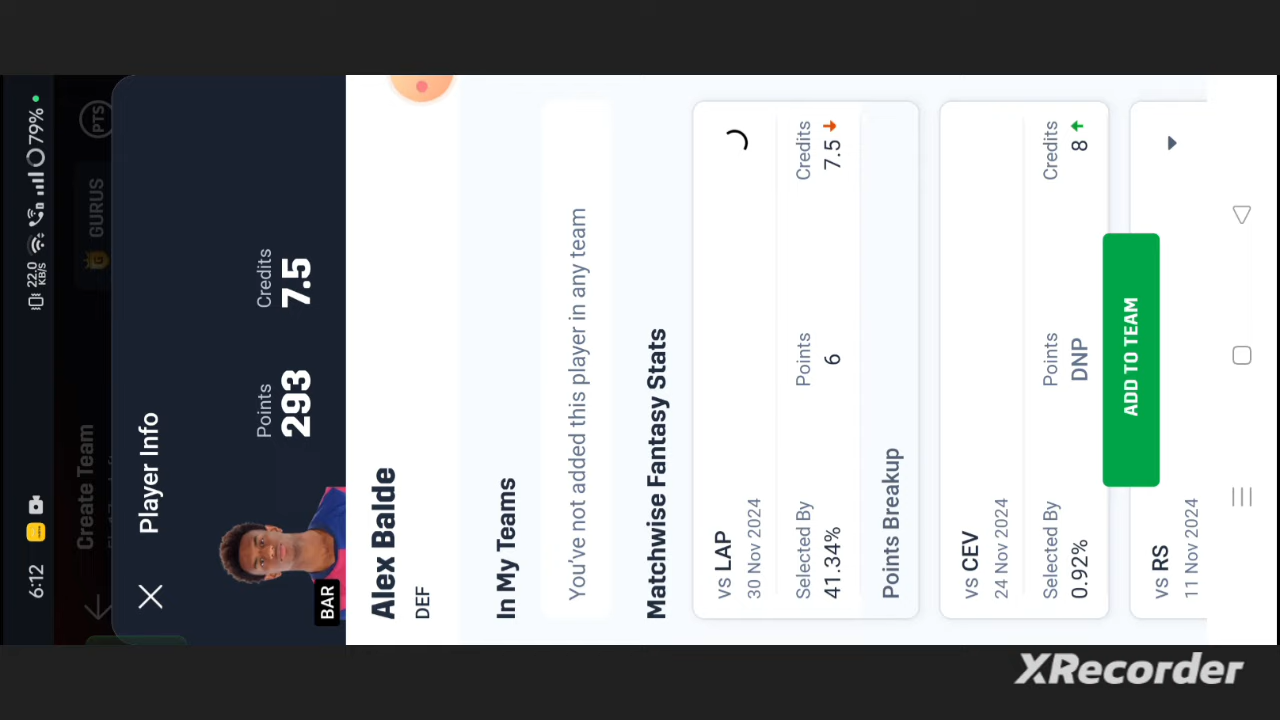 6:12
22.0
KB/S
79%
Create Team
GURUS
PTS
Player Info
Points
293
Credits
7.5
BAR
Alex Balde
DEF
In My Teams
You've not added this player in any team
Matchwise Fantasy Stats
vs LAP
30 Nov 2024
Selected By
41.34%
Points
6
Credits
7.5
Points Breakup
vs CEV
24 Nov 2024
Selected By
0.92%
Points
DNP
Credits
8
ADD TO TEAM
vs RS
11 Nov 2024
XRecorder